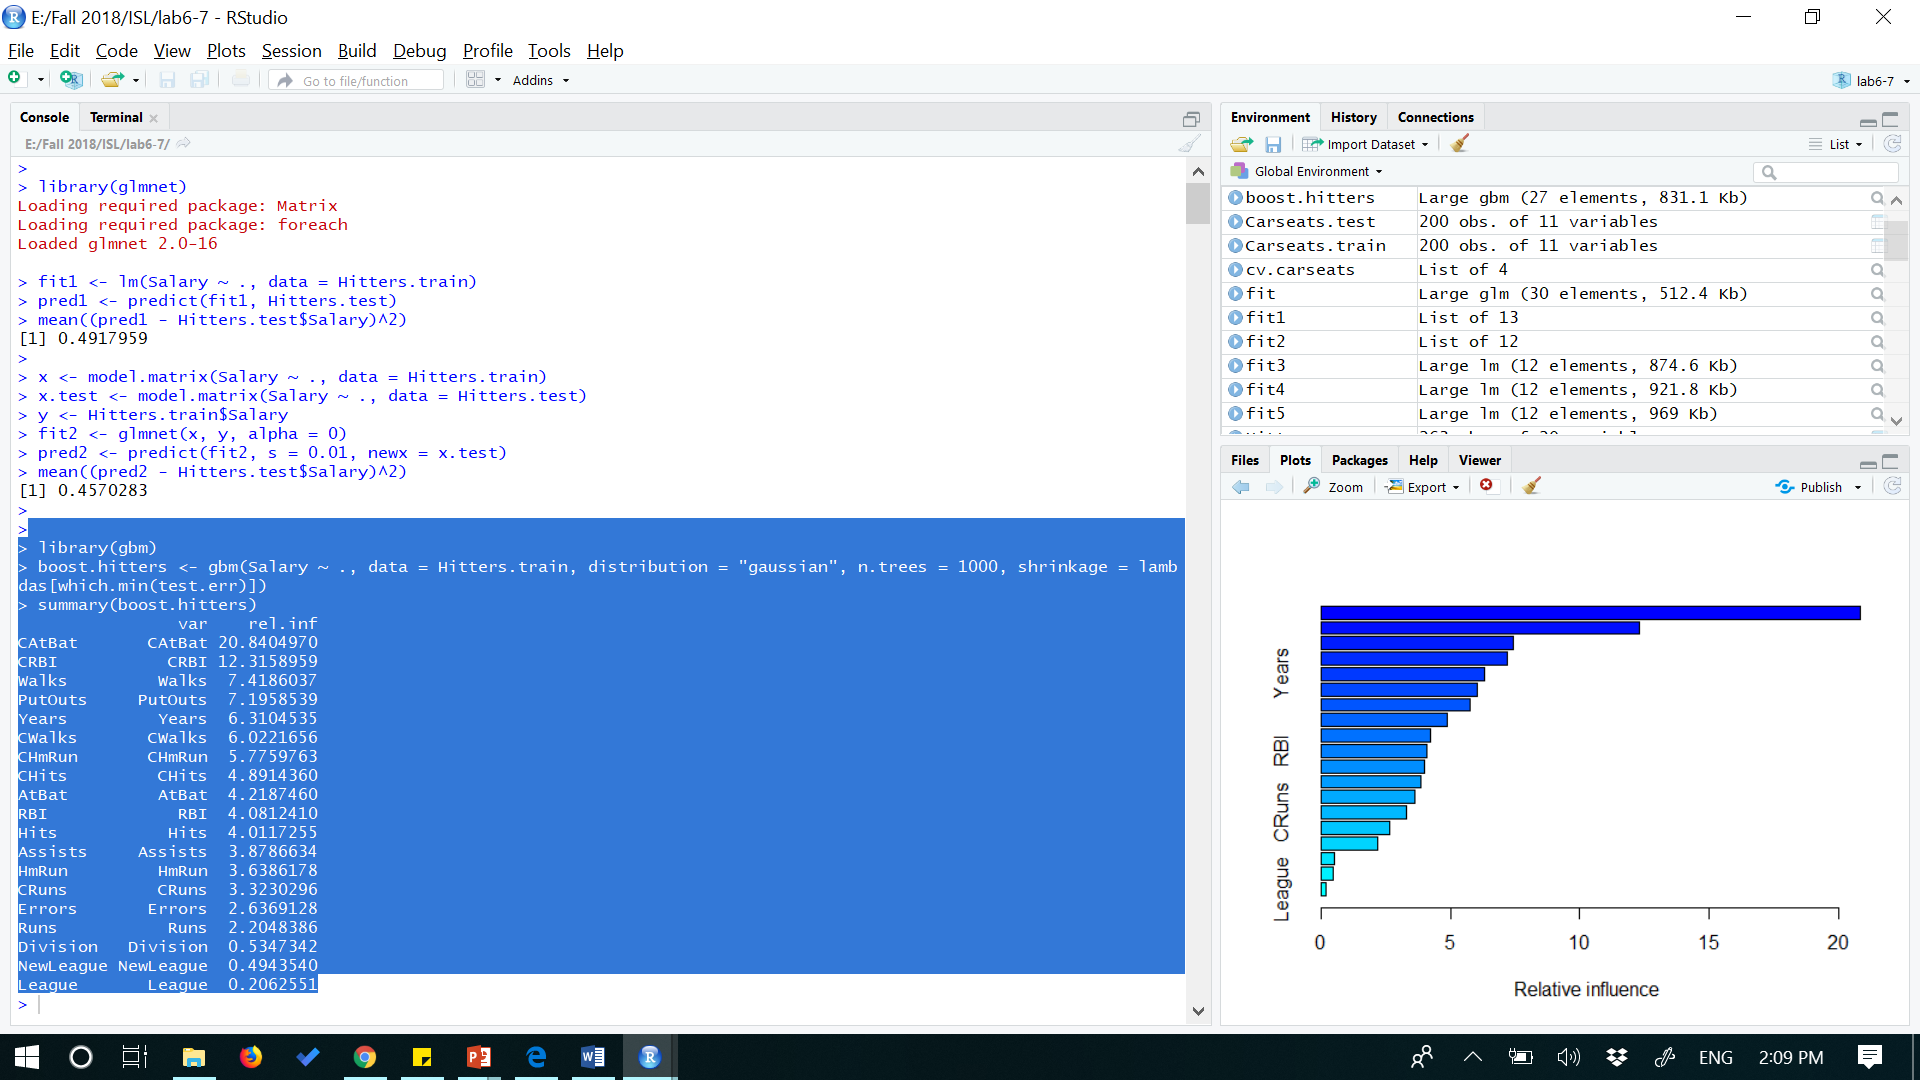 E:/Fall 2018/ISL/lab6-7 - RStudio
File Edit Code View Plots Session Build Debug Profile Tools Help
Go to file/function Addins lab6-7
Console Terminal
E:/Fall 2018/ISL/lab6-7/
>
> library(glmnet)
Loading required package: Matrix
Loading required package: foreach
Loaded glmnet 2.0-16
> fit1 <- lm(Salary ~ ., data = Hitters.train)
> pred1 <- predict(fit1, Hitters.test)
> mean((pred1 - Hitters.test$Salary)^2)
[1] 0.4917959
>
> x <- model.matrix(Salary ~ ., data = Hitters.train)
> x.test <- model.matrix(Salary ~ ., data = Hitters.test)
> y <- Hitters.train$Salary
> fit2 <- glmnet(x, y, alpha = 0)
> pred2 <- predict(fit2, s = 0.01, newx = x.test)
> mean((pred2 - Hitters.test$Salary)^2)
[1] 0.4570283
>
>
> library(gbm)
> boost.hitters <- gbm(Salary ~ ., data = Hitters.train, distribution = "gaussian", n.trees = 1000, shrinkage = lamb
das[which.min(test.err)])
> summary(boost.hitters)
var rel.inf
CAtBat CAtBat 20.8404970
CRBI CRBI 12.3158959
Walks Walks 7.4186037
PutOuts PutOuts 7.1958539
Years Years 6.3104535
CWalks CWalks 6.0221656
CHmRun CHmRun 5.7759763
CHits CHits 4.8914360
AtBat AtBat 4.2187460
RBI RBI 4.0812410
Hits Hits 4.0117255
Assists Assists 3.8786634
HmRun HmRun 3.6386178
CRuns CRuns 3.3230296
Errors Errors 2.6369128
Runs Runs 2.2048386
Division Division 0.5347342
NewLeague NewLeague 0.4943540
League League 0.2062551
>
Environment History Connections
Import Dataset List
Global Environment
boost.hitters Large gbm (27 elements, 831.1 Kb)
Carseats.test 200 obs. of 11 variables
Carseats.train 200 obs. of 11 variables
cv.carseats List of 4
fit Large glm (30 elements, 512.4 Kb)
fit1 List of 13
fit2 List of 12
fit3 Large lm (12 elements, 874.6 Kb)
fit4 Large lm (12 elements, 921.8 Kb)
fit5 Large lm (12 elements, 969 Kb)
Files Plots Packages Help Viewer
Zoom Export Publish
Years
RBI
CRuns
League
0 5 10 15 20
Relative influence
ENG 2:09 PM